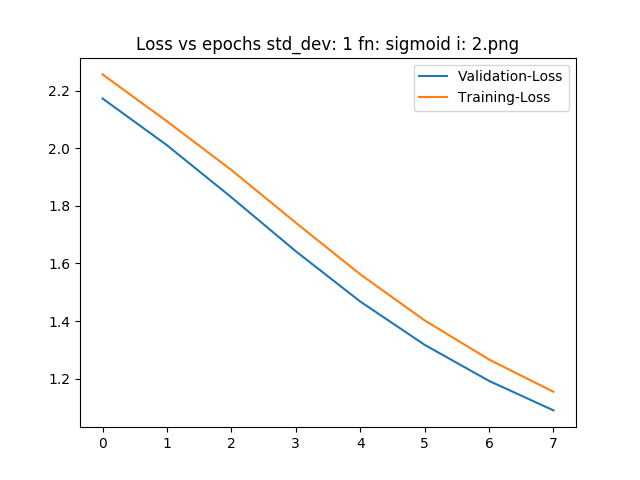 Loss vs epochs std_dev: 1 fn: sigmoid i: 2.png
Validation-Loss
Training-Loss
2.2
2.0
1.8
1.6
1.4
1.2
0 1 2 3 4 5 6 7